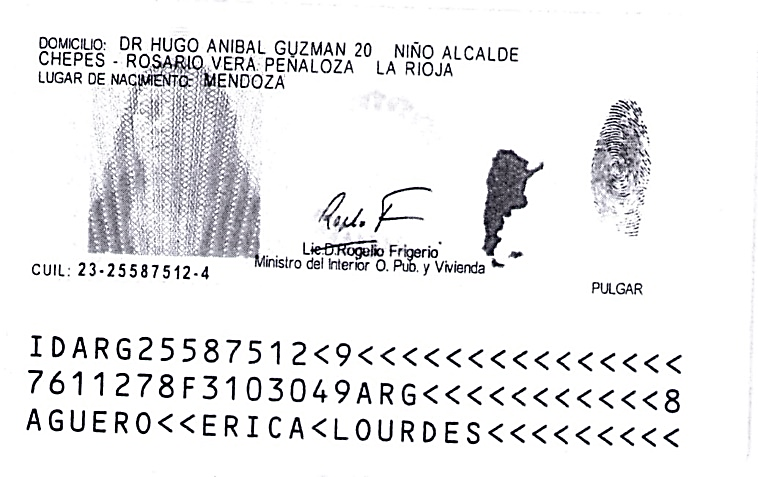 DOMICILIO: DR HUGO ANIBAL GUZMAN 20 NIÑO ALCALDE
CHEPES - ROSARIO VERA PEÑALOZA LA RIOJA
LUGAR DE NACIMIENTO: MENDOZA
Lic.D.Rogelio Frigerio
Ministro del Interior O. Pub. y Vivienda
CUIL: 23-25587512-4
PULGAR
IDARG25587512<9<<<<<<<<<<<<<<<
7611278F3103049ARG<<<<<<<<<<<8
AGUERO<<ERICA<LOURDES<<<<<<<<<